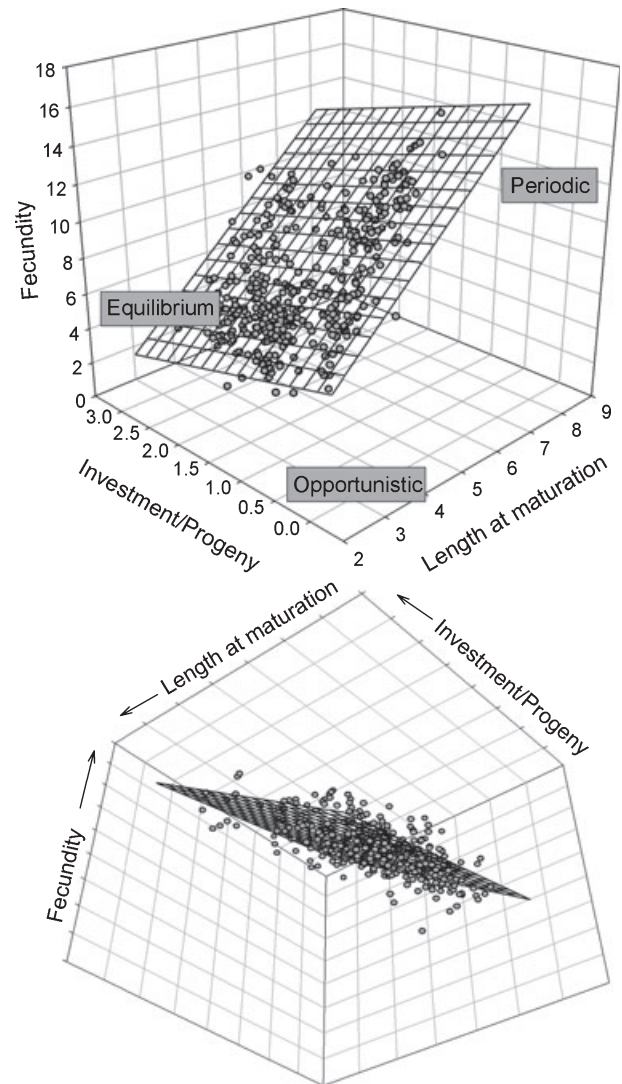 18
16
14
12
10
8
6
4
2
0
Fecundity
Periodic
Equilibrium
Opportunistic
3.0
2.5
2.0
1.5
1.0
0.5
0.0
Investment/Progeny
2
3
4
5
6
7
8
9
Length at maturation
Length at maturation
Investment/Progeny
Fecundity